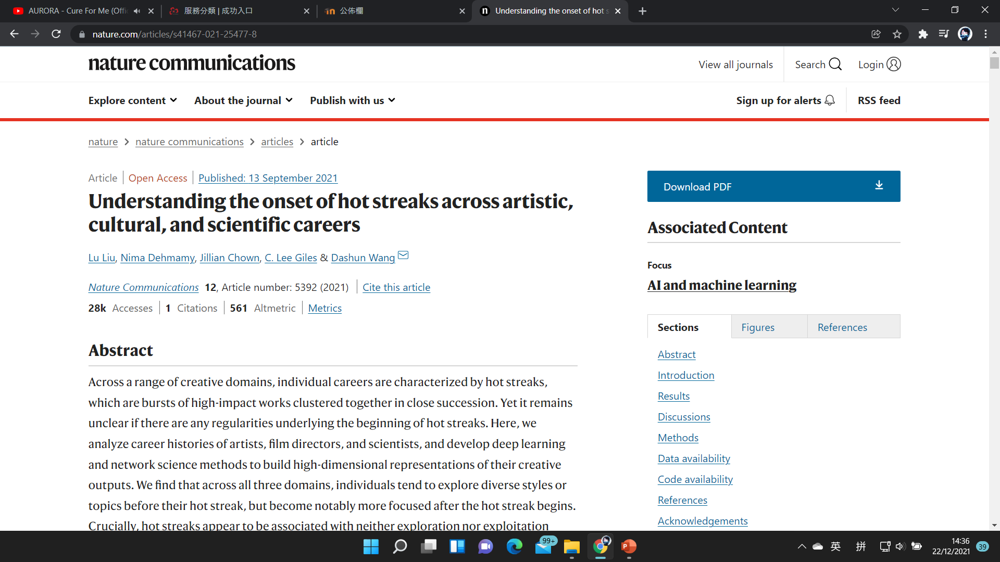 AURORA - Cure For Me (Offic
服務分類 | 成功入口
公佈欄
Understanding the onset of hot s
nature.com/articles/s41467-021-25477-8
nature communications
View all journals
Search
Login
Explore content
About the journal
Publish with us
Sign up for alerts
RSS feed
nature > nature communications > articles > article
Article | Open Access | Published: 13 September 2021
Understanding the onset of hot streaks across artistic,
cultural, and scientific careers
Lu Liu, Nima Dehmamy, Jillian Chown, C. Lee Giles & Dashun Wang
Nature Communications 12, Article number: 5392 (2021) | Cite this article
28k Accesses | 1 Citations | 561 Altmetric | Metrics
Abstract
Across a range of creative domains, individual careers are characterized by hot streaks,
which are bursts of high-impact works clustered together in close succession. Yet it remains
unclear if there are any regularities underlying the beginning of hot streaks. Here, we
analyze career histories of artists, film directors, and scientists, and develop deep learning
and network science methods to build high-dimensional representations of their creative
outputs. We find that across all three domains, individuals tend to explore diverse styles or
topics before their hot streak, but become notably more focused after the hot streak begins.
Crucially, hot streaks appear to be associated with neither exploration nor exploitation
Download PDF
Associated Content
Focus
AI and machine learning
Sections
Figures
References
Abstract
Introduction
Results
Discussions
Methods
Data availability
Code availability
References
Acknowledgements
99+
英
拼
14:36
22/12/2021
39